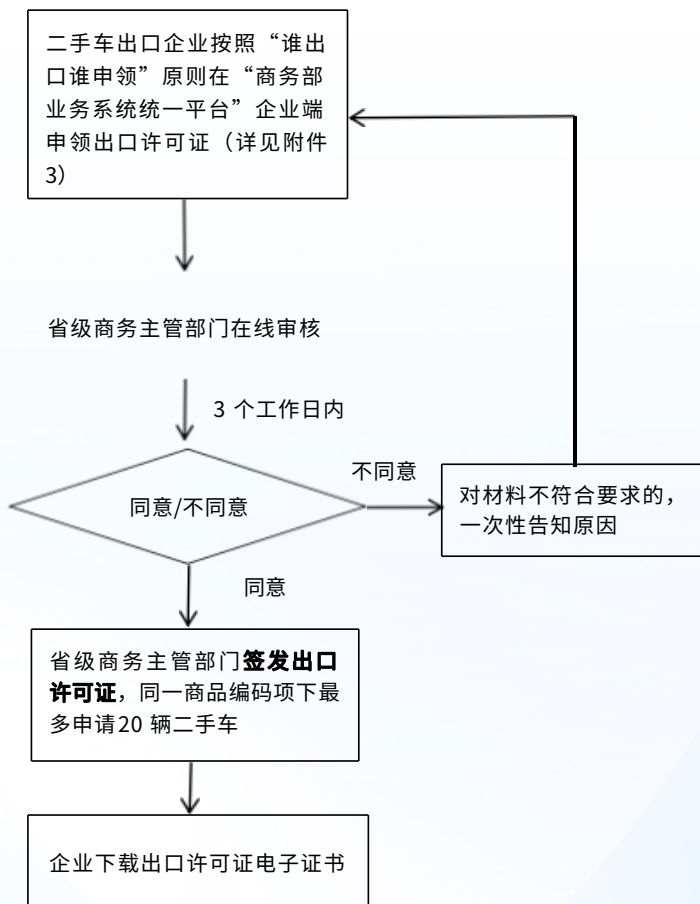 二手车出口企业按照“谁出
口谁申领”原则在“商务部
业务系统统一平台”企业端
申领出口许可证（详见附件
3）
省级商务主管部门在线审核
3 个工作日内
不同意
同意/不同意
对材料不符合要求的，
一次性告知原因
同意
省级商务主管部门签发出口
许可证，同一商品编码项下最
多申请20 辆二手车
企业下载出口许可证电子证书